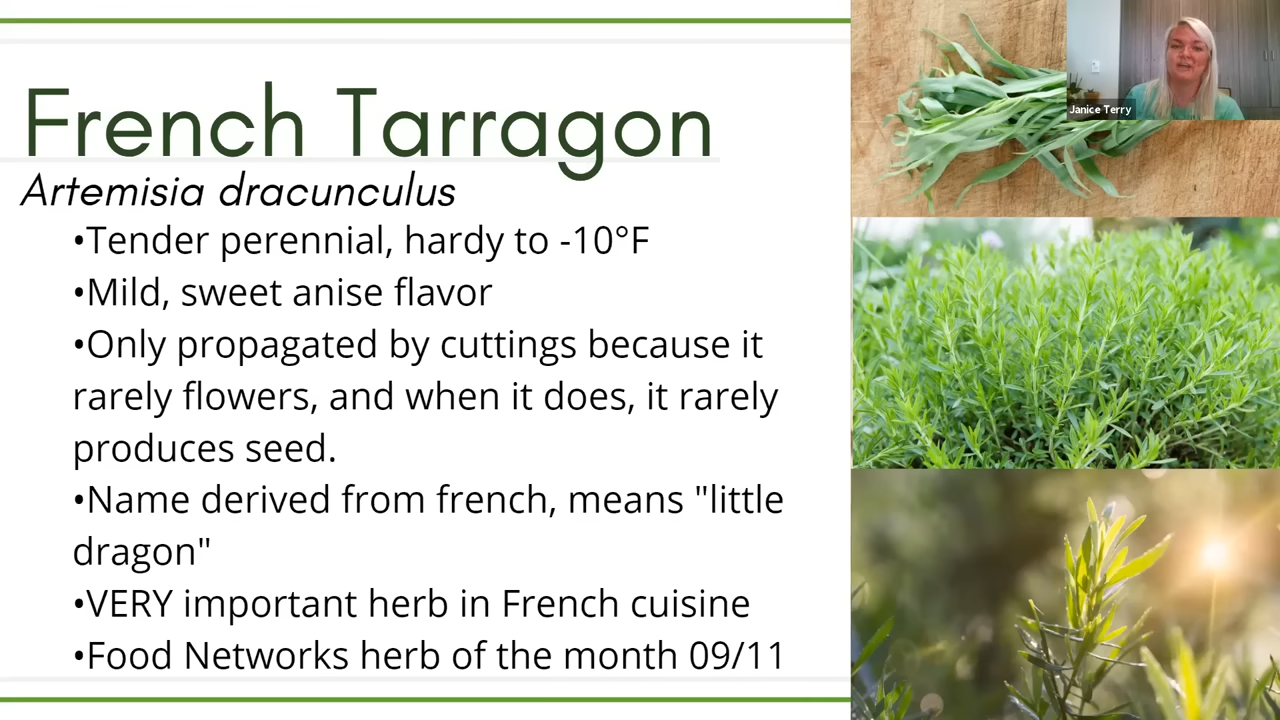 French Tarragon
Artemisia dracunculus
•Tender perennial, hardy to -10°F
•Mild, sweet anise flavor
•Only propagated by cuttings because it
rarely flowers, and when it does, it rarely
produces seed.
•Name derived from french, means "little
dragon"
•VERY important herb in French cuisine
•Food Networks herb of the month 09/11
Janice Terry